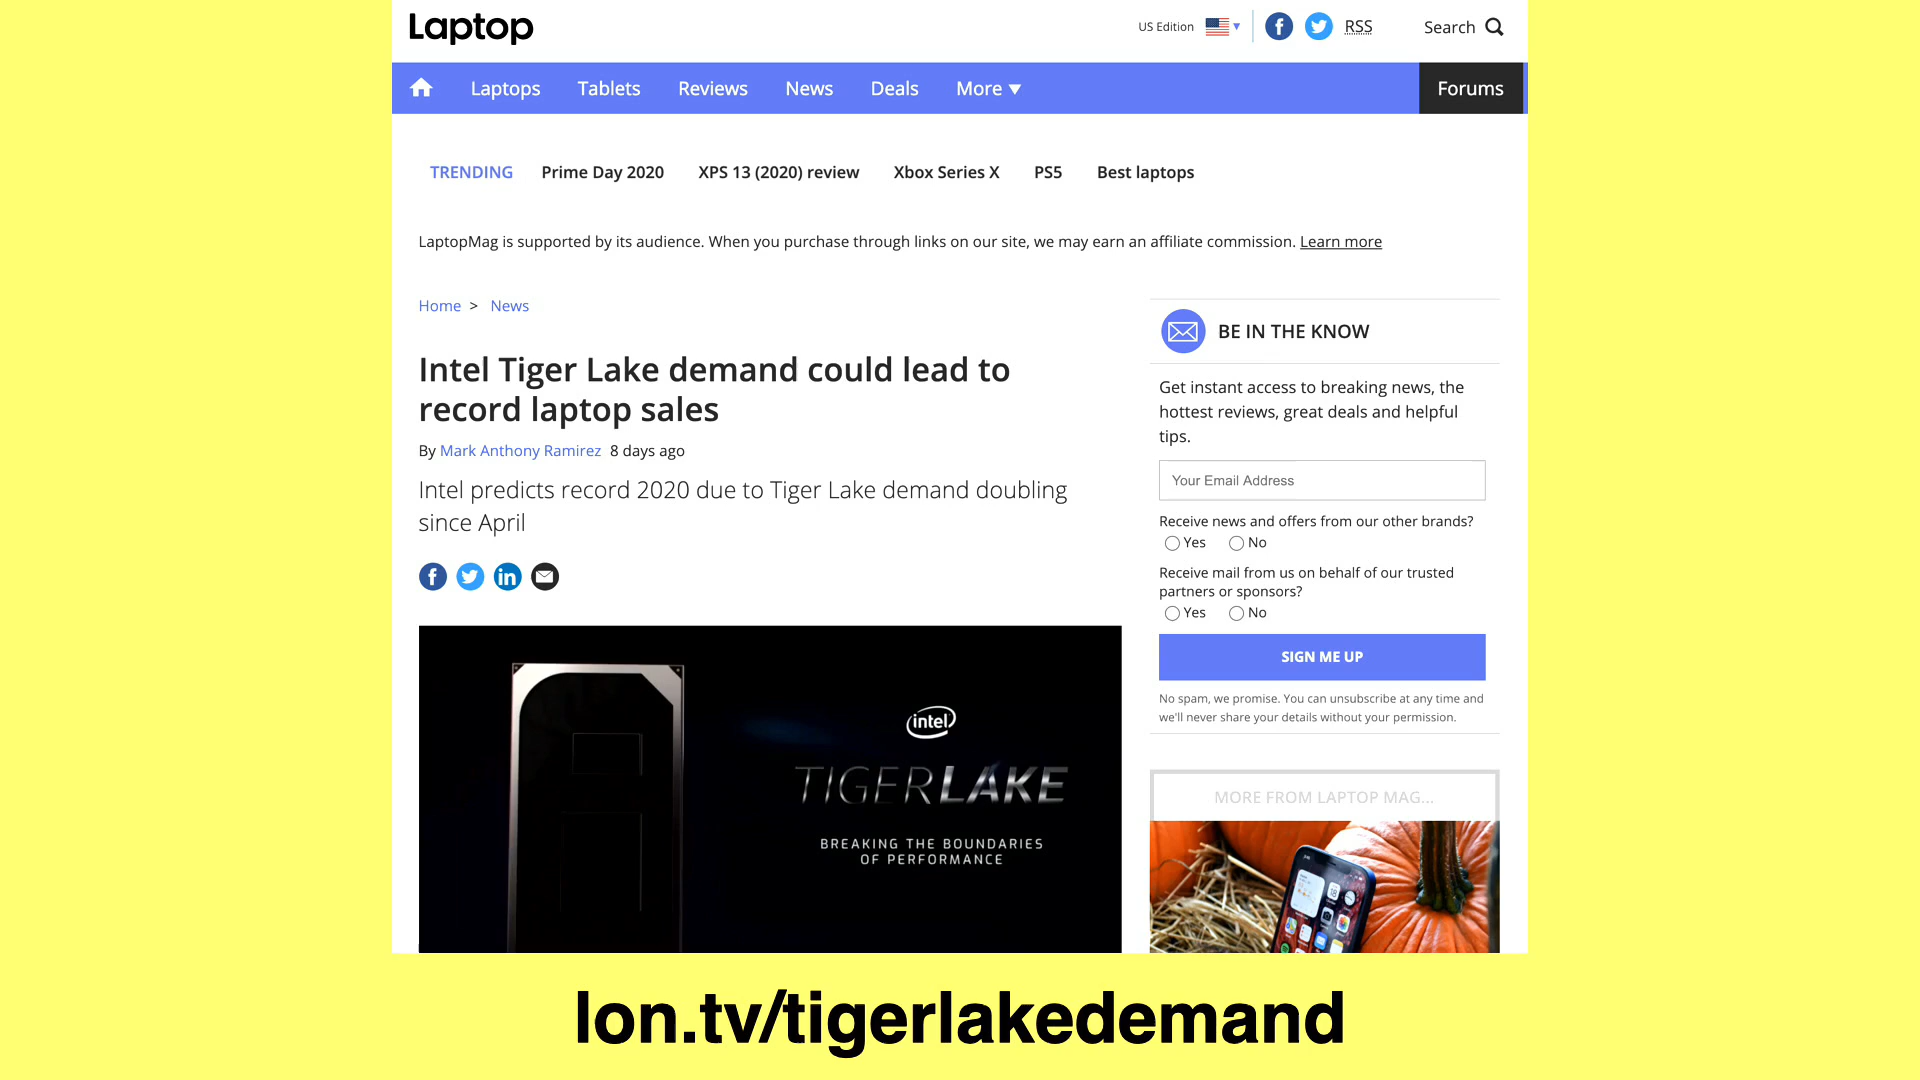 Laptop
US Edition
RSS
Search
Laptops
Tablets
Reviews
News
Deals
More ▼
Forums
TRENDING
Prime Day 2020
XPS 13 (2020) review
Xbox Series X
PS5
Best laptops
LaptopMag is supported by its audience. When you purchase through links on our site, we may earn an affiliate commission. Learn more
Home > News
Intel Tiger Lake demand could lead to
record laptop sales
By Mark Anthony Ramirez 8 days ago
Intel predicts record 2020 due to Tiger Lake demand doubling
since April
intel
TIGERLAKE
BREAKING THE BOUNDARIES
OF PERFORMANCE
BE IN THE KNOW
Get instant access to breaking news, the
hottest reviews, great deals and helpful
tips.
Your Email Address
Receive news and offers from our other brands?
Yes No
Receive mail from us on behalf of our trusted
partners or sponsors?
Yes No
SIGN ME UP
No spam, we promise. You can unsubscribe at any time and
we'll never share your details without your permission.
MORE FROM LAPTOP MAG...
lon.tv/tigerlakedemand